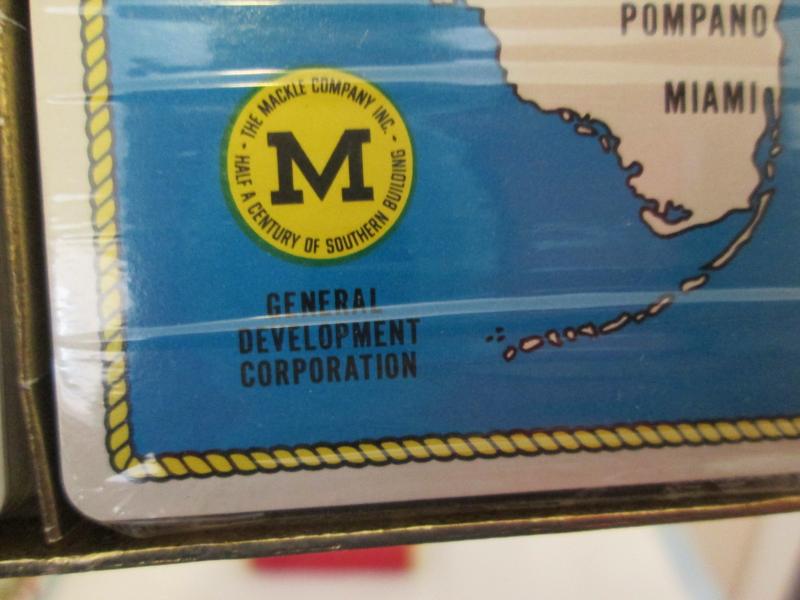 POMPANO
MIAMI
THE MACKLE COMPANY INC.
- HALF A CENTURY OF SOUTHERN BUILDING -
M
GENERAL
DEVELOPMENT
CORPORATION